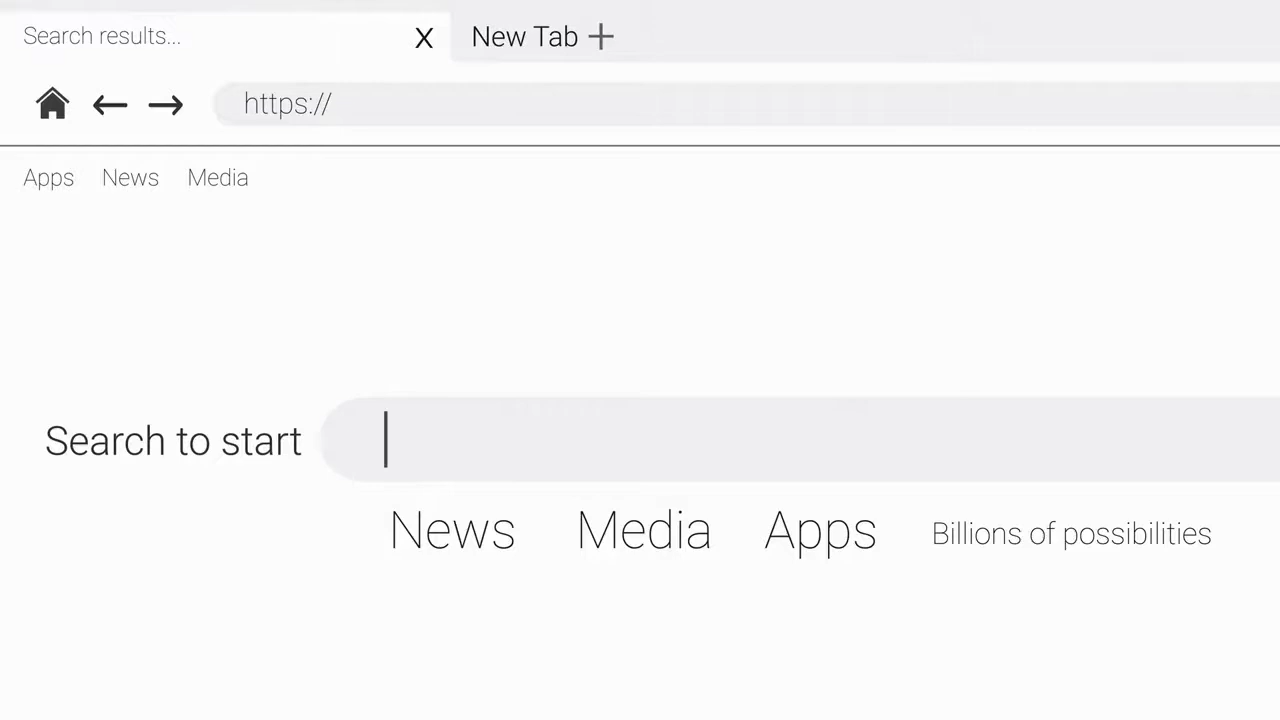 Search results... X New Tab +
https://
Apps News Media
Search to start
News Media Apps Billions of possibilities